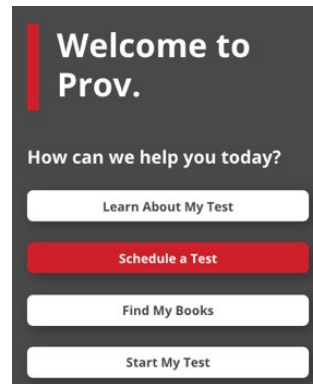 Welcome to
Prov.
How can we help you today?
Learn About My Test
Schedule a Test
Find My Books
Start My Test